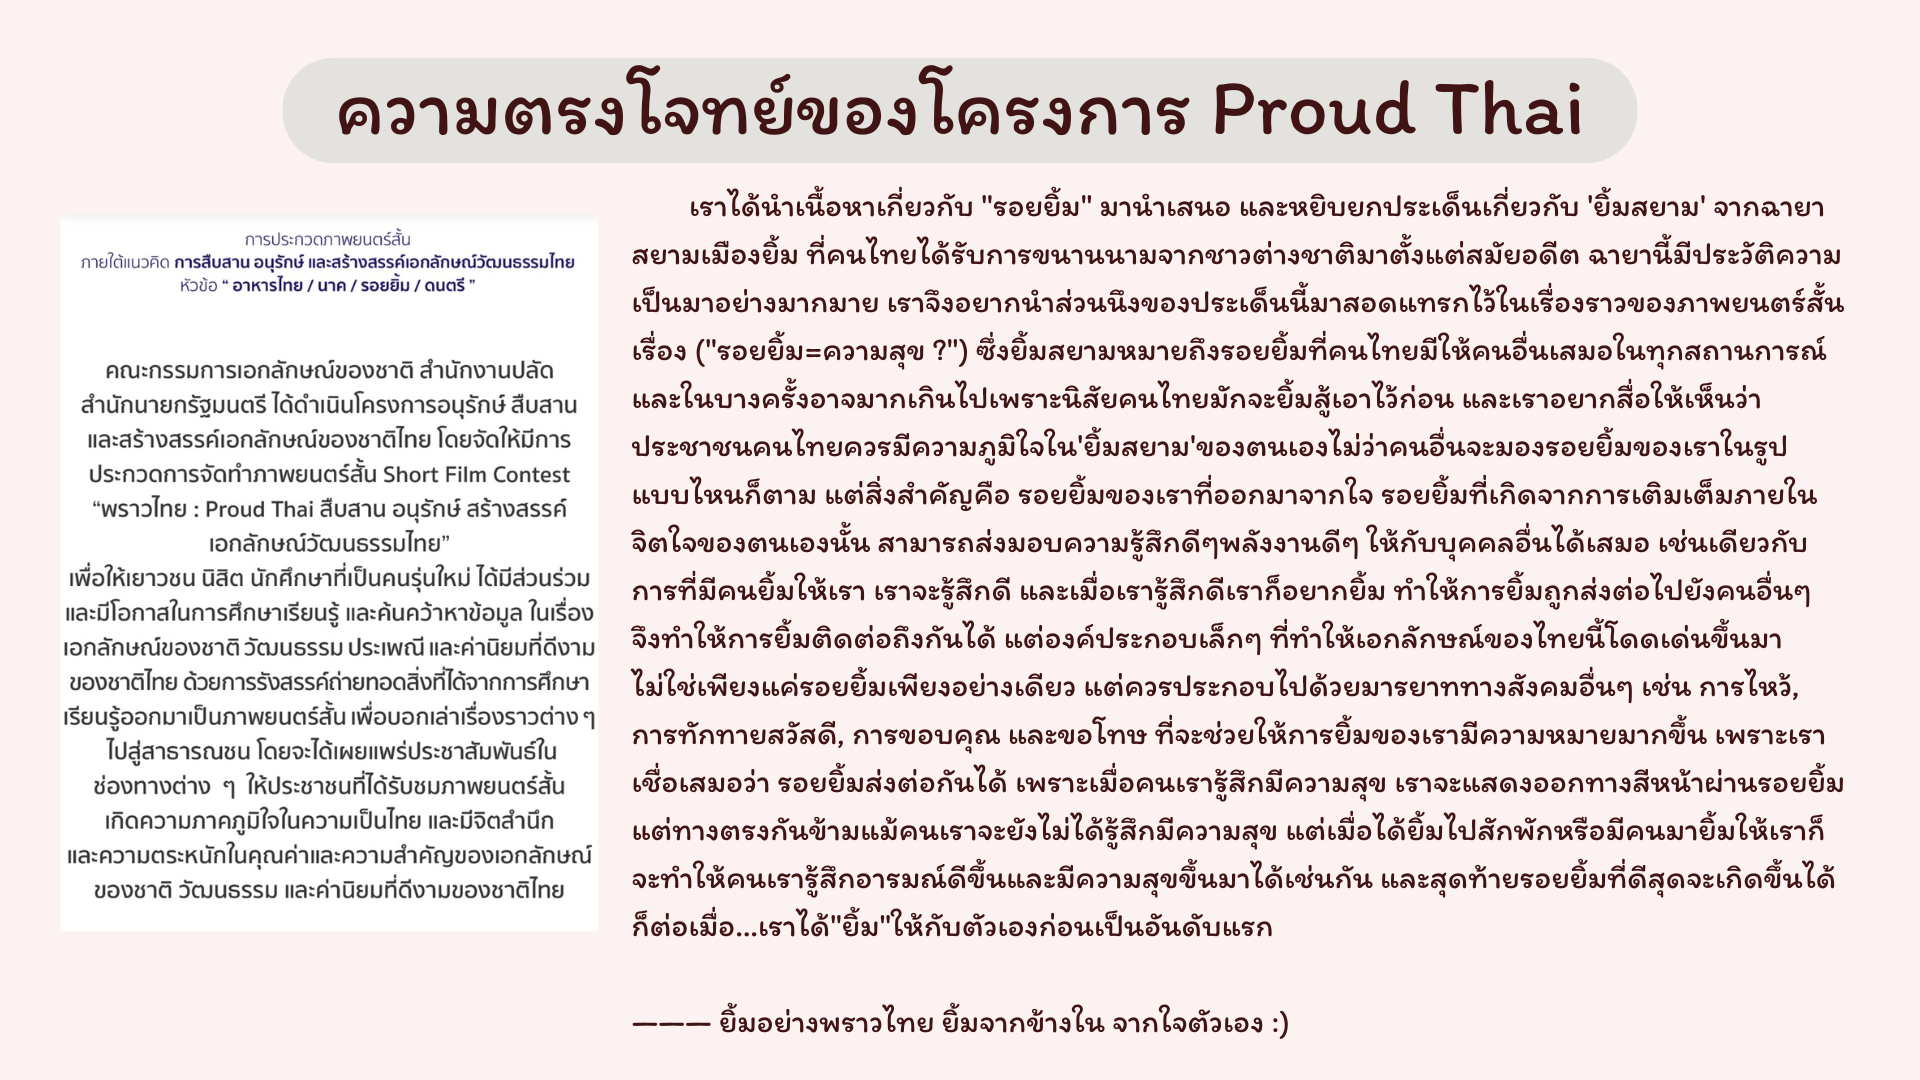 ความตรงโจทย์ของโครงการ Proud Thai
การประกวดภาพยนตร์สั้น
ภายใต้แนวคิด การสืบสาน อนุรักษ์ และสร้างสรรค์เอกลักษณ์วัฒนธรรมไทย
หัวข้อ “ อาหารไทย / นาค / รอยยิ้ม / ดนตรี ”
คณะกรรมการเอกลักษณ์ของชาติ สำนักงานปลัด
สำนักนายกรัฐมนตรี ได้ดำเนินโครงการอนุรักษ์ สืบสาน
และสร้างสรรค์เอกลักษณ์ของชาติไทย โดยจัดให้มีการ
ประกวดการจัดทำภาพยนตร์สั้น Short Film Contest
“พราวไทย : Proud Thai สืบสาน อนุรักษ์ สร้างสรรค์
เอกลักษณ์วัฒนธรรมไทย”
เพื่อให้เยาวชน นิสิต นักศึกษาที่เป็นคนรุ่นใหม่ ได้มีส่วนร่วม
และมีโอกาสในการศึกษาเรียนรู้ และค้นคว้าหาข้อมูล ในเรื่อง
เอกลักษณ์ของชาติ วัฒนธรรม ประเพณี และค่านิยมที่ดีงาม
ของชาติไทย ด้วยการรังสรรค์ถ่ายทอดสิ่งที่ได้จากการศึกษา
เรียนรู้ออกมาเป็นภาพยนตร์สั้น เพื่อบอกเล่าเรื่องราวต่าง ๆ
ไปสู่สาธารณชน โดยจะได้เผยแพร่ประชาสัมพันธ์ใน
ช่องทางต่าง ๆ ให้ประชาชนที่ได้รับชมภาพยนตร์สั้น
เกิดความภาคภูมิใจในความเป็นไทย และมีจิตสำนึก
และความตระหนักในคุณค่าและความสำคัญของเอกลักษณ์
ของชาติ วัฒนธรรม และค่านิยมที่ดีงามของชาติไทย
เราได้นำเนื้อหาเกี่ยวกับ "รอยยิ้ม" มานำเสนอ และหยิบยกประเด็นเกี่ยวกับ 'ยิ้มสยาม' จากฉายา
สยามเมืองยิ้ม ที่คนไทยได้รับการขนานนามจากชาวต่างชาติมาตั้งแต่สมัยอดีต ฉายานี้มีประวัติความ
เป็นมาอย่างมากมาย เราจึงอยากนำส่วนนึงของประเด็นนี้มาสอดแทรกไว้ในเรื่องราวของภาพยนตร์สั้น
เรื่อง ("รอยยิ้ม=ความสุข ?") ซึ่งยิ้มสยามหมายถึงรอยยิ้มที่คนไทยมีให้คนอื่นเสมอในทุกสถานการณ์
และในบางครั้งอาจมากเกินไปเพราะนิสัยคนไทยมักจะยิ้มสู้เอาไว้ก่อน และเราอยากสื่อให้เห็นว่า
ประชาชนคนไทยควรมีความภูมิใจใน'ยิ้มสยาม'ของตนเองไม่ว่าคนอื่นจะมองรอยยิ้มของเราในรูป
แบบไหนก็ตาม แต่สิ่งสำคัญคือ รอยยิ้มของเราที่ออกมาจากใจ รอยยิ้มที่เกิดจากการเติมเต็มภายใน
จิตใจของตนเองนั้น สามารถส่งมอบความรู้สึกดีๆพลังงานดีๆ ให้กับบุคคลอื่นได้เสมอ เช่นเดียวกับ
การที่มีคนยิ้มให้เรา เราจะรู้สึกดี และเมื่อเรารู้สึกดีเราก็อยากยิ้ม ทำให้การยิ้มถูกส่งต่อไปยังคนอื่นๆ
จึงทำให้การยิ้มติดต่อถึงกันได้ แต่องค์ประกอบเล็กๆ ที่ทำให้เอกลักษณ์ของไทยนี้โดดเด่นขึ้นมา
ไม่ใช่เพียงแค่รอยยิ้มเพียงอย่างเดียว แต่ควรประกอบไปด้วยมารยาททางสังคมอื่นๆ เช่น การไหว้,
การทักทายสวัสดี, การขอบคุณ และขอโทษ ที่จะช่วยให้การยิ้มของเรามีความหมายมากขึ้น เพราะเรา
เชื่อเสมอว่า รอยยิ้มส่งต่อกันได้ เพราะเมื่อคนเรารู้สึกมีความสุข เราจะแสดงออกทางสีหน้าผ่านรอยยิ้ม
แต่ทางตรงกันข้ามแม้คนเราจะยังไม่ได้รู้สึกมีความสุข แต่เมื่อได้ยิ้มไปสักพักหรือมีคนมายิ้มให้เราก็
จะทำให้คนเรารู้สึกอารมณ์ดีขึ้นและมีความสุขขึ้นมาได้เช่นกัน และสุดท้ายรอยยิ้มที่ดีสุดจะเกิดขึ้นได้
ก็ต่อเมื่อ...เราได้"ยิ้ม"ให้กับตัวเองก่อนเป็นอันดับแรก
——— ยิ้มอย่างพราวไทย ยิ้มจากข้างใน จากใจตัวเอง :)